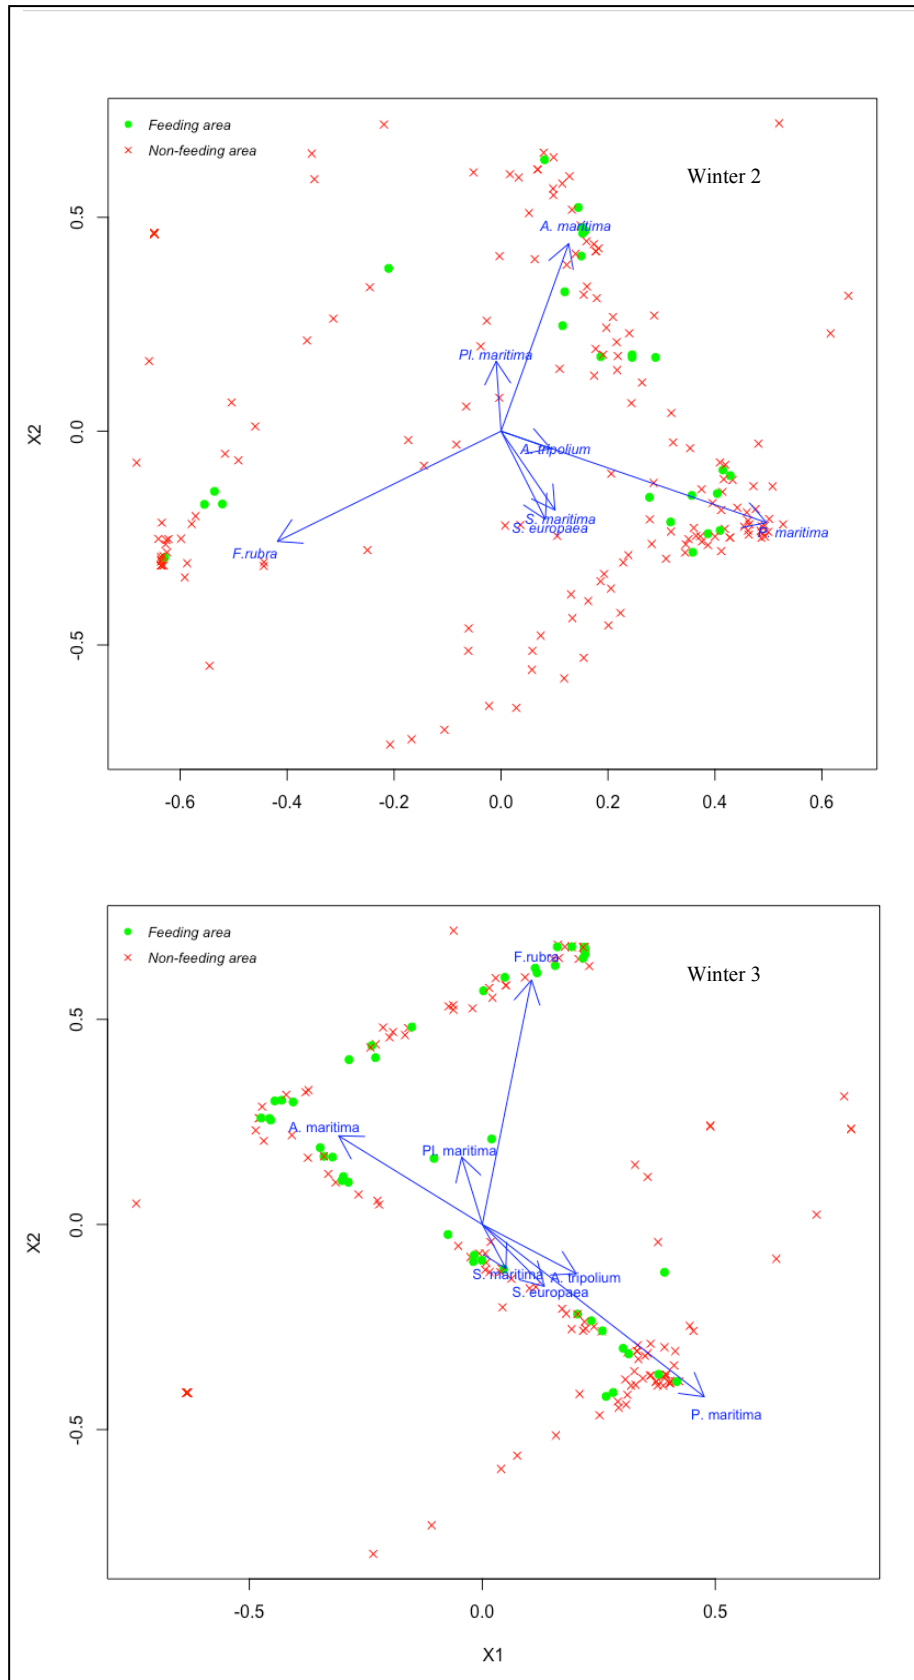 Feeding area
Non-feeding area
Winter 2
A. maritima
Pl. maritima
A. tripolium
S. maritima
S. europaea
P. maritima
F.rubra
X2
0.5
0.0
-0.5
-0.6 -0.4 -0.2 0.0 0.2 0.4 0.6
Feeding area
Non-feeding area
F.rubra
Winter 3
A. maritima
Pl. maritima
S. maritima A. tripolium
S. europaea
P. maritima
X2
0.5
0.0
-0.5
-0.5 0.0 0.5
X1